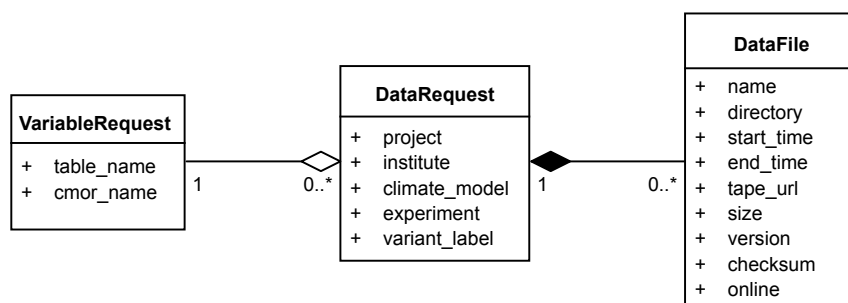 VariableRequest
+ table_name
+ cmor_name
1
0..*
DataRequest
+ project
+ institute
+ climate_model
+ experiment
+ variant_label
1
0..*
DataFile
+ name
+ directory
+ start_time
+ end_time
+ tape_url
+ size
+ version
+ checksum
+ online